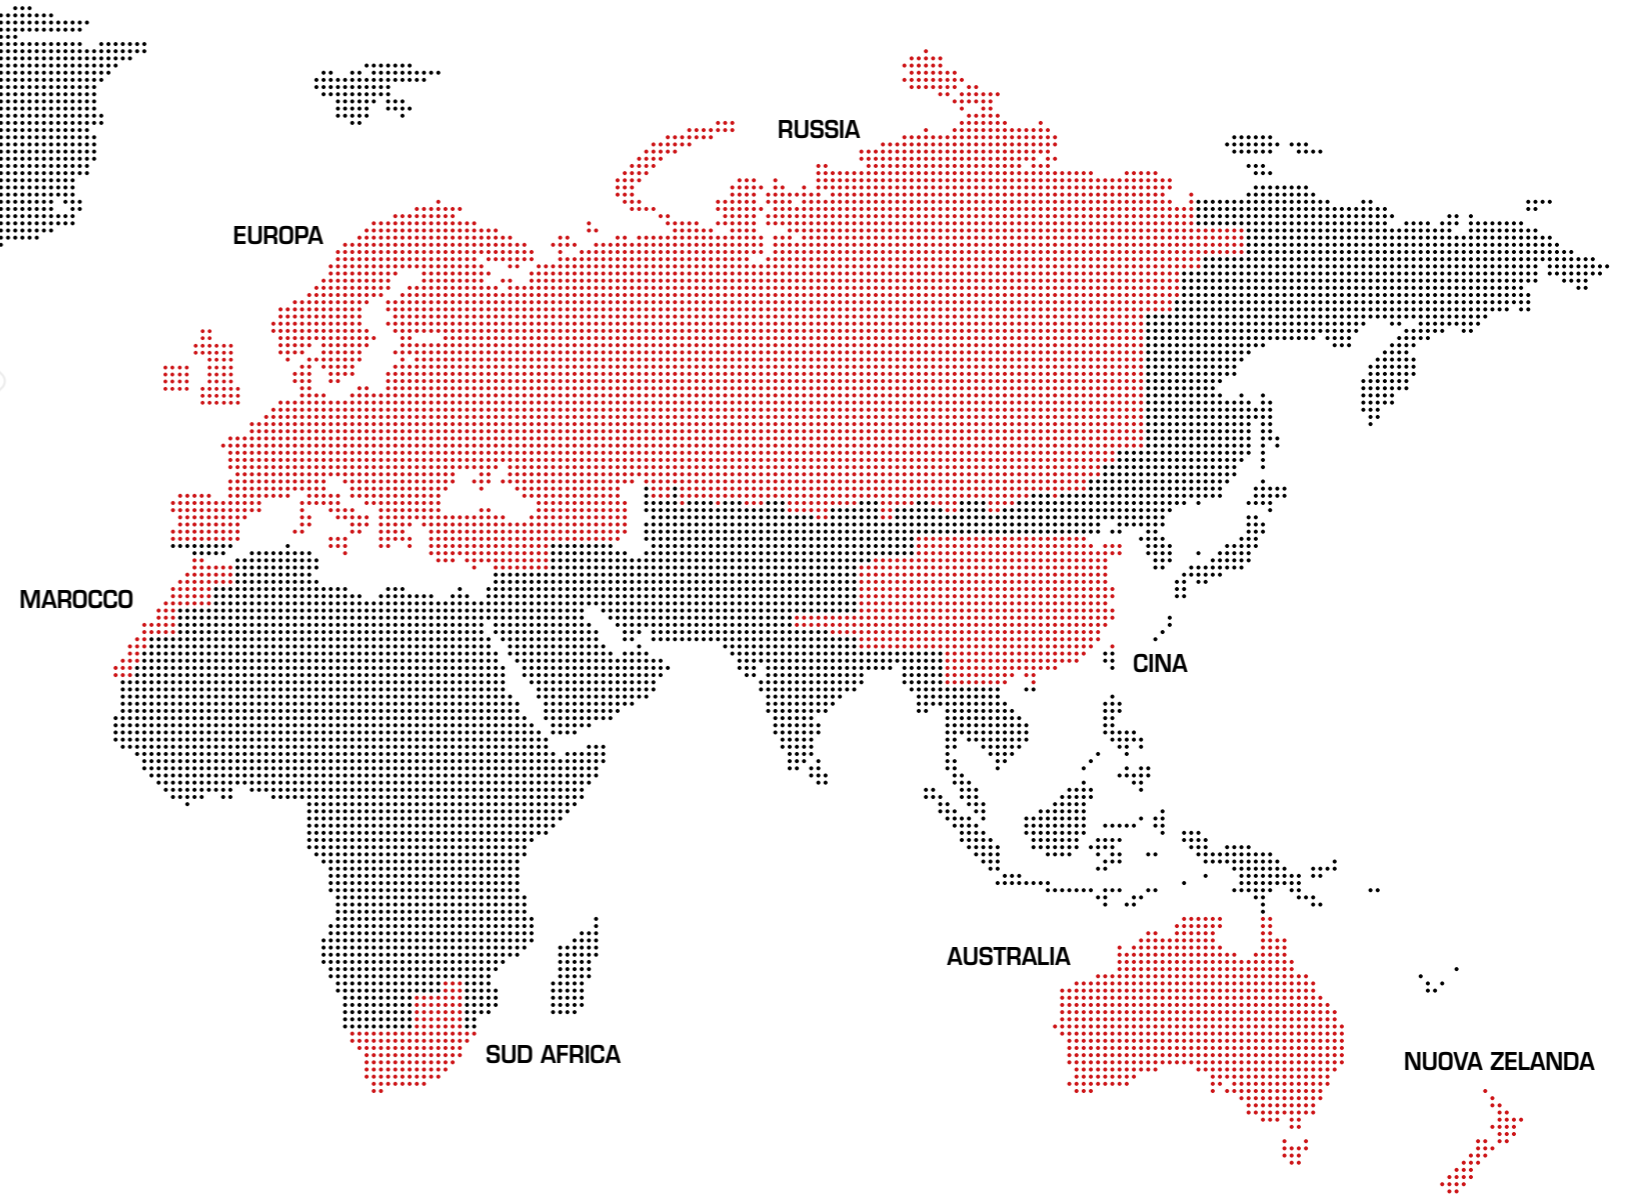 RUSSIA
EUROPA
MAROCCO
CINA
AUSTRALIA
SUD AFRICA
NUOVA ZELANDA